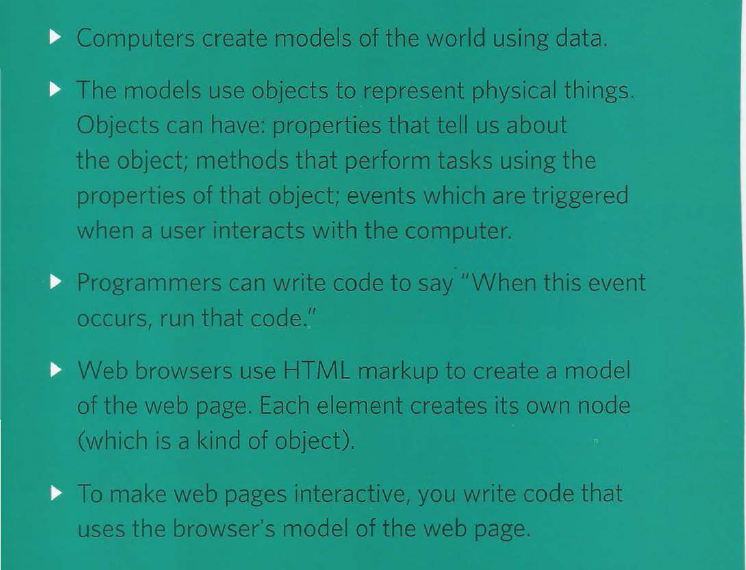 Computers create models of the world using data.
The models use objects to represent physical things.
Objects can have: properties that tell us about
the object; methods that perform tasks using the
properties of that object; events which are triggered
when a user interacts with the computer.
Programmers can write code to say "When this event
occurs, run that code."
Web browsers use HTML markup to create a model
of the web page. Each element creates its own node
(which is a kind of object).
To make web pages interactive, you write code that
uses the browser's model of the web page.